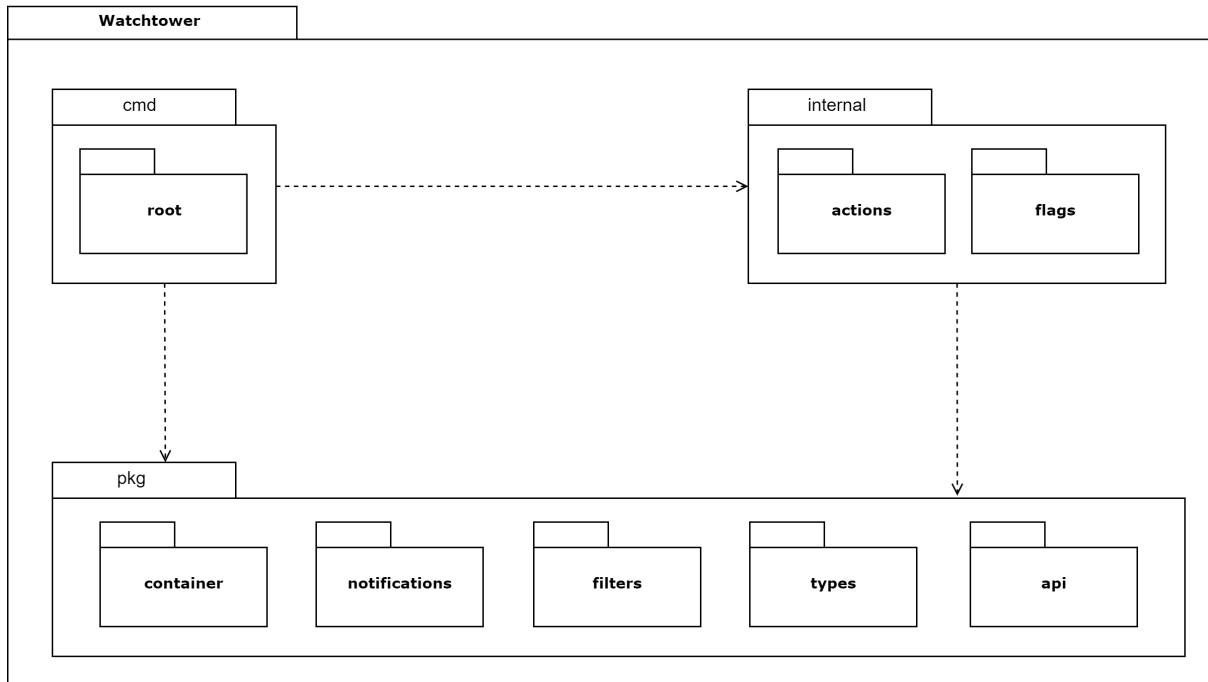 Watchtower
cmd
internal
root
actions
flags
pkg
container
notifications
filters
types
api